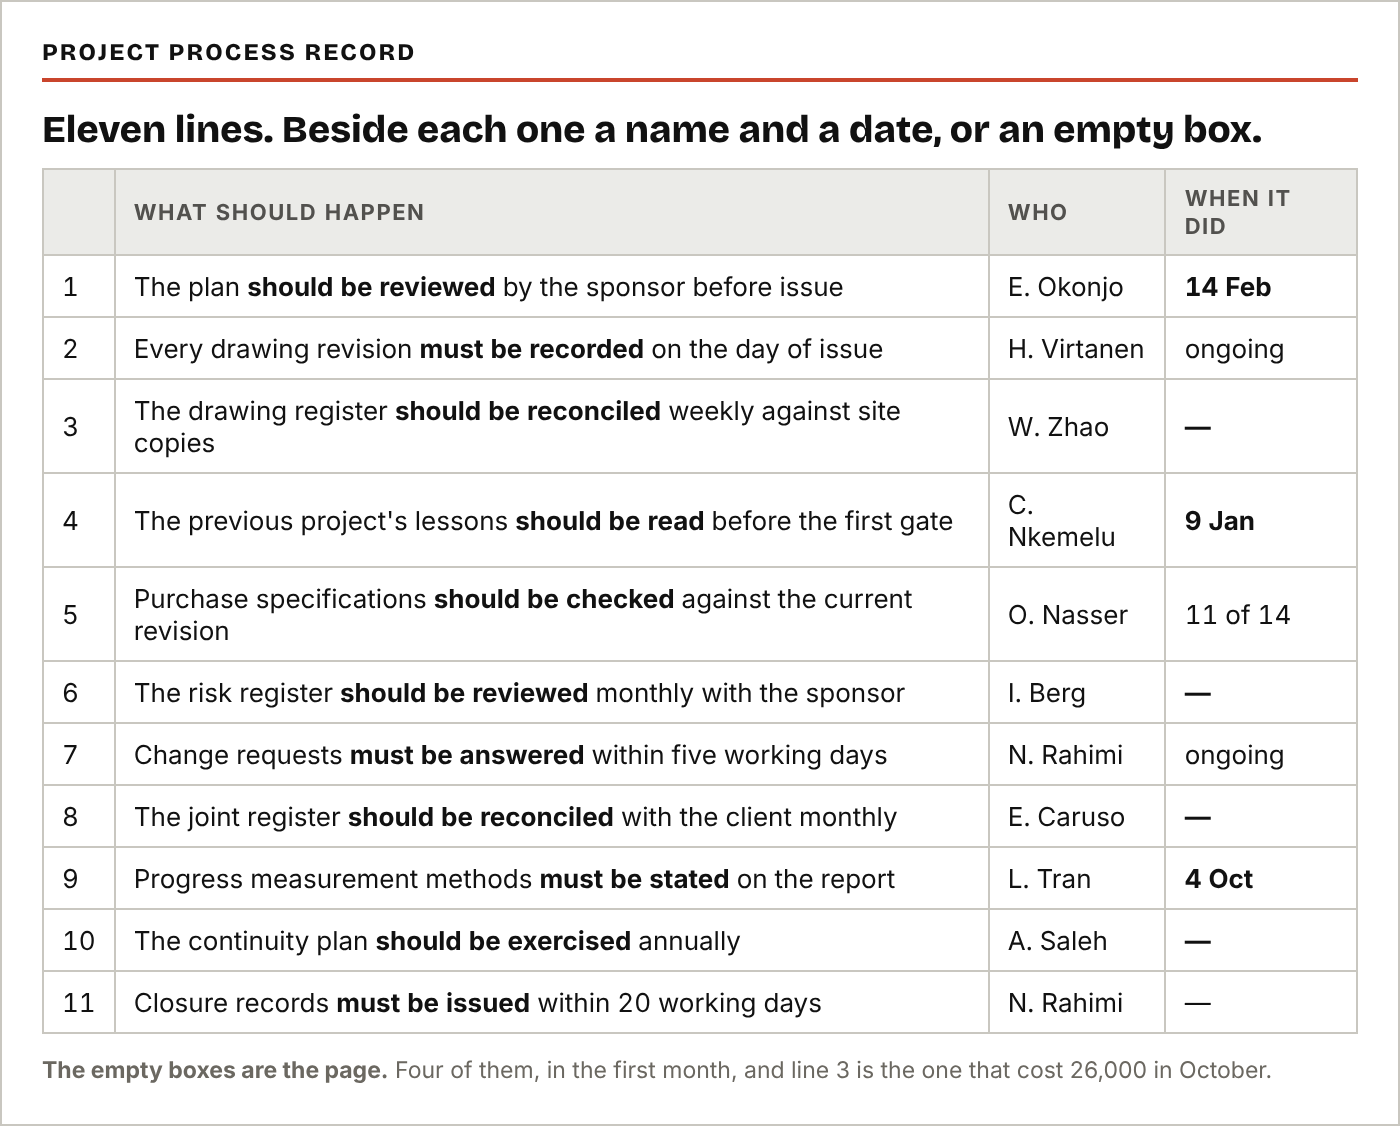 PROJECT PROCESS RECORD
Eleven lines. Beside each one a name and a date, or an empty box.
WHAT SHOULD HAPPEN WHO WHEN IT DID
1 The plan should be reviewed by the sponsor before issue E. Okonjo 14 Feb
2 Every drawing revision must be recorded on the day of issue H. Virtanen ongoing
3 The drawing register should be reconciled weekly against site copies W. Zhao —
4 The previous project's lessons should be read before the first gate C. Nkemelu 9 Jan
5 Purchase specifications should be checked against the current revision O. Nasser 11 of 14
6 The risk register should be reviewed monthly with the sponsor I. Berg —
7 Change requests must be answered within five working days N. Rahimi ongoing
8 The joint register should be reconciled with the client monthly E. Caruso —
9 Progress measurement methods must be stated on the report L. Tran 4 Oct
10 The continuity plan should be exercised annually A. Saleh —
11 Closure records must be issued within 20 working days N. Rahimi —
The empty boxes are the page. Four of them, in the first month, and line 3 is the one that cost 26,000 in October.